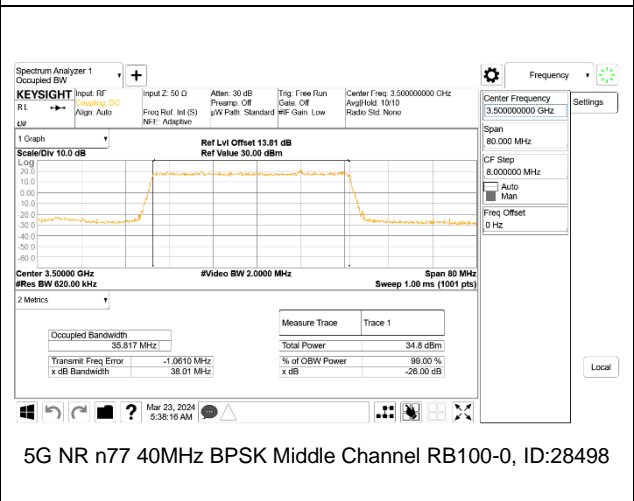 Spectrum Analyzer 1
Occupied BW
Frequency
KEYSIGHT
Input: RF
Coupling: DC
Align: Auto
Input Z: 50 Ω
Freq Ref: Int (S)
NFE: Adaptive
Atten: 30 dB
Preamp: Off
µW Path: Standard
Trig: Free Run
Gate: Off
#IF Gain: Low
Center Freq: 3.500000000 GHz
Avg|Hold: 10/10
Radio Std: None
R L
Center Frequency
3.500000000 GHz
Settings
Span
80.000 MHz
CF Step
8.000000 MHz
Auto
Man
Freq Offset
0 Hz
Local
1 Graph
Scale/Div 10.0 dB
Ref Lvl Offset 13.81 dB
Ref Value 30.00 dBm
Log
20.0
10.0
0.00
-10.0
-20.0
-30.0
-40.0
-50.0
-60.0
Center 3.50000 GHz
#Res BW 620.00 kHz
#Video BW 2.0000 MHz
Span 80 MHz
Sweep 1.00 ms (1001 pts)
2 Metrics
Measure Trace
Trace 1
Occupied Bandwidth
35.817 MHz
Total Power
34.8 dBm
Transmit Freq Error
-1.0610 MHz
% of OBW Power
99.00 %
x dB Bandwidth
38.01 MHz
x dB
-26.00 dB
?
Mar 23, 2024
5:38:16 AM
5G NR n77 40MHz BPSK Middle Channel RB100-0, ID:28498